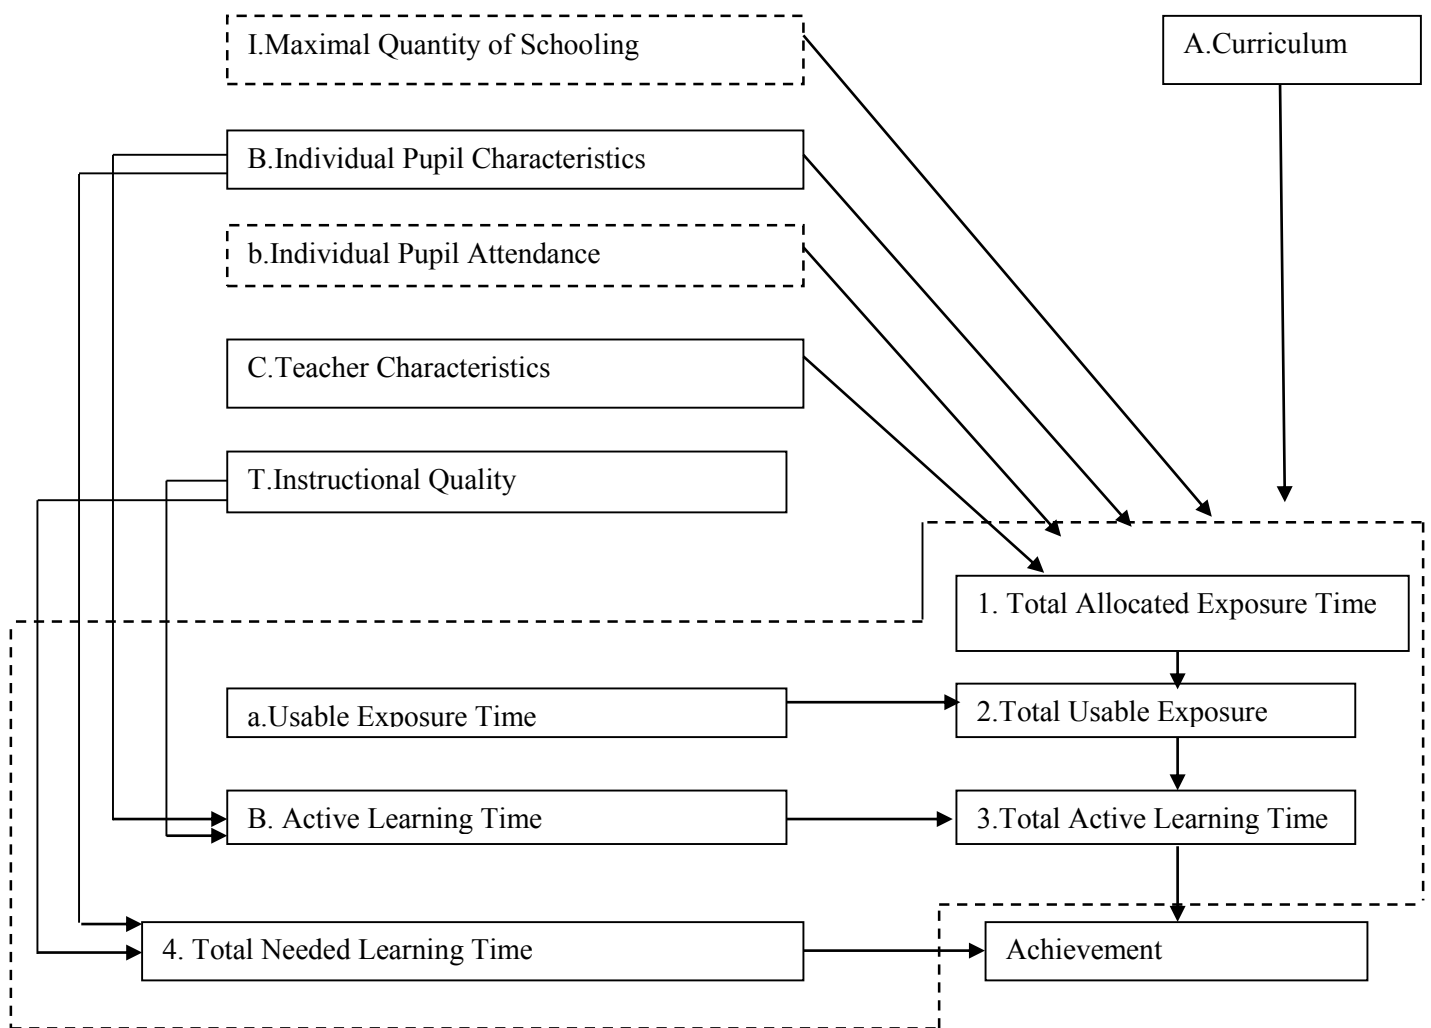 I.Maximal Quantity of Schooling
A.Curriculum
B.Individual Pupil Characteristics
b.Individual Pupil Attendance
C.Teacher Characteristics
T.Instructional Quality
1. Total Allocated Exposure Time
a.Usable Exposure Time
2.Total Usable Exposure
B. Active Learning Time
3.Total Active Learning Time
4. Total Needed Learning Time
Achievement